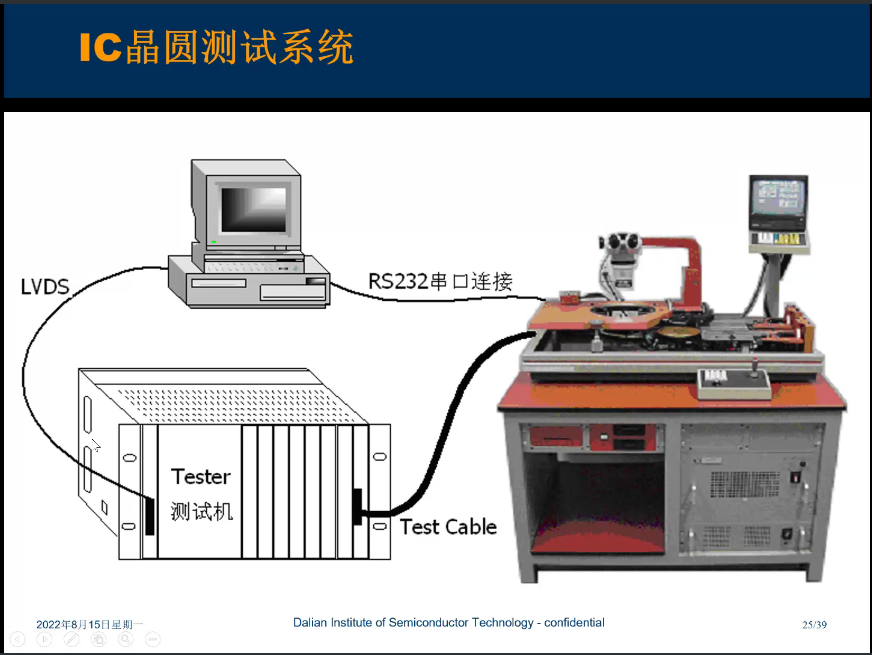 IC晶圆测试系统
LVDS
RS232串口连接
Tester
测试机
Test Cable
2022年8月15日星期一
Dalian Institute of Semiconductor Technology - confidential
25/39